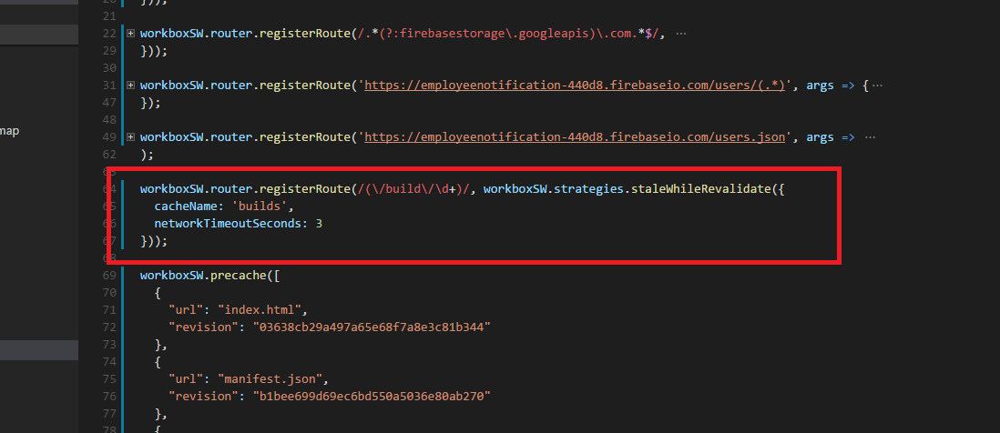 20 }));
21
22 workboxSW.router.registerRoute(/.*(?:firebasestorage\.googleapis)\.com.*$/, ...
29 }));
30
31 workboxSW.router.registerRoute('https://employeenotification-440d8.firebaseio.com/users/(.*)', args => {...
47 });
48
map
49 workboxSW.router.registerRoute('https://employeenotification-440d8.firebaseio.com/users.json', args => ...
62 );
63
64 workboxSW.router.registerRoute(/(\/build\/\d+)/, workboxSW.strategies.staleWhileRevalidate({
65 cacheName: 'builds',
66 networkTimeoutSeconds: 3
67 }));
68
69 workboxSW.precache([
70 {
71 "url": "index.html",
72 "revision": "03638cb29a497a65e68f7a8e3c81b344"
73 },
74 {
75 "url": "manifest.json",
76 "revision": "b1bee699d69ec6bd550a5036e80ab270"
77 },
78 {